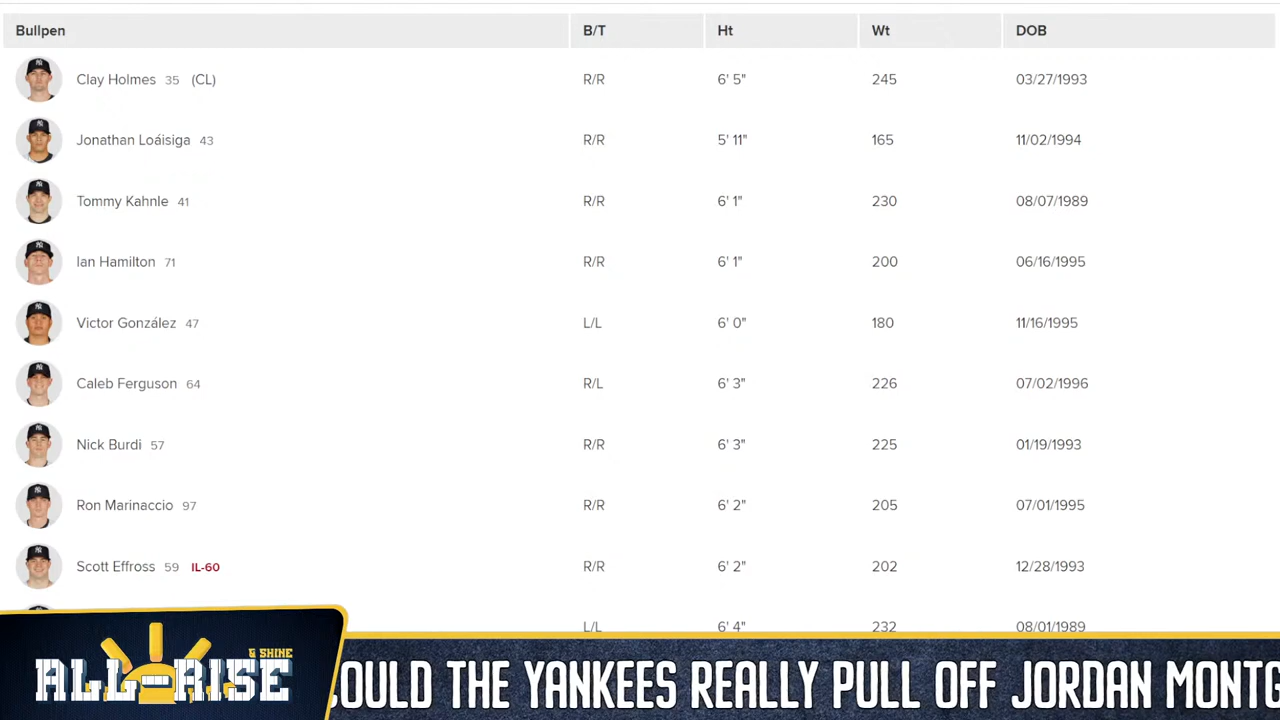 Bullpen B/T Ht Wt DOB
Clay Holmes 35 (CL) R/R 6' 5" 245 03/27/1993
Jonathan Loáisiga 43 R/R 5' 11" 165 11/02/1994
Tommy Kahnle 41 R/R 6' 1" 230 08/07/1989
Ian Hamilton 71 R/R 6' 1" 200 06/16/1995
Victor González 47 L/L 6' 0" 180 11/16/1995
Caleb Ferguson 64 R/L 6' 3" 226 07/02/1996
Nick Burdi 57 R/R 6' 3" 225 01/19/1993
Ron Marinaccio 97 R/R 6' 2" 205 07/01/1995
Scott Effross 59 IL-60 R/R 6' 2" 202 12/28/1993
L/L 6' 4" 232 08/01/1989
& SHINE
ALL RISE
OULD THE YANKEES REALLY PULL OFF JORDAN MONTG